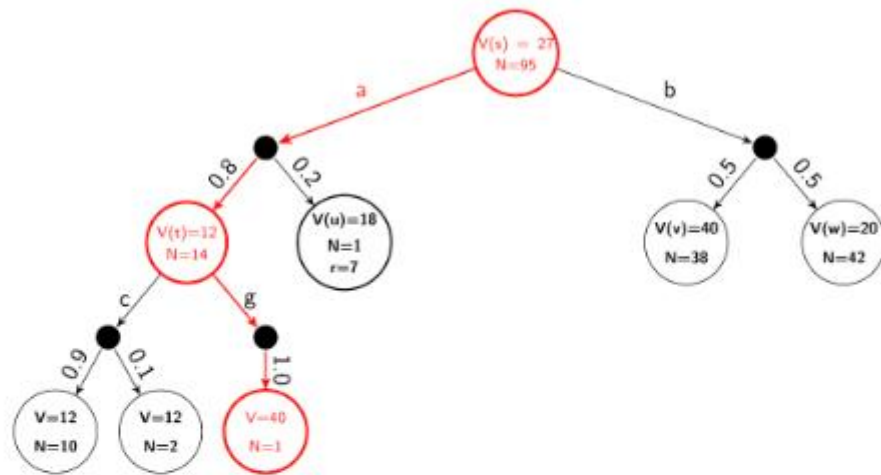 V(s) = 27
N=95
a
b
0.8
0.2
0.5
0.5
V(t)=12
N=14
V(u)=18
N=1
r=7
V(v)=40
N=38
V(w)=20
N=42
c
g
0.9
0.1
1.0
V=12
N=10
V=12
N=2
V=40
N=1